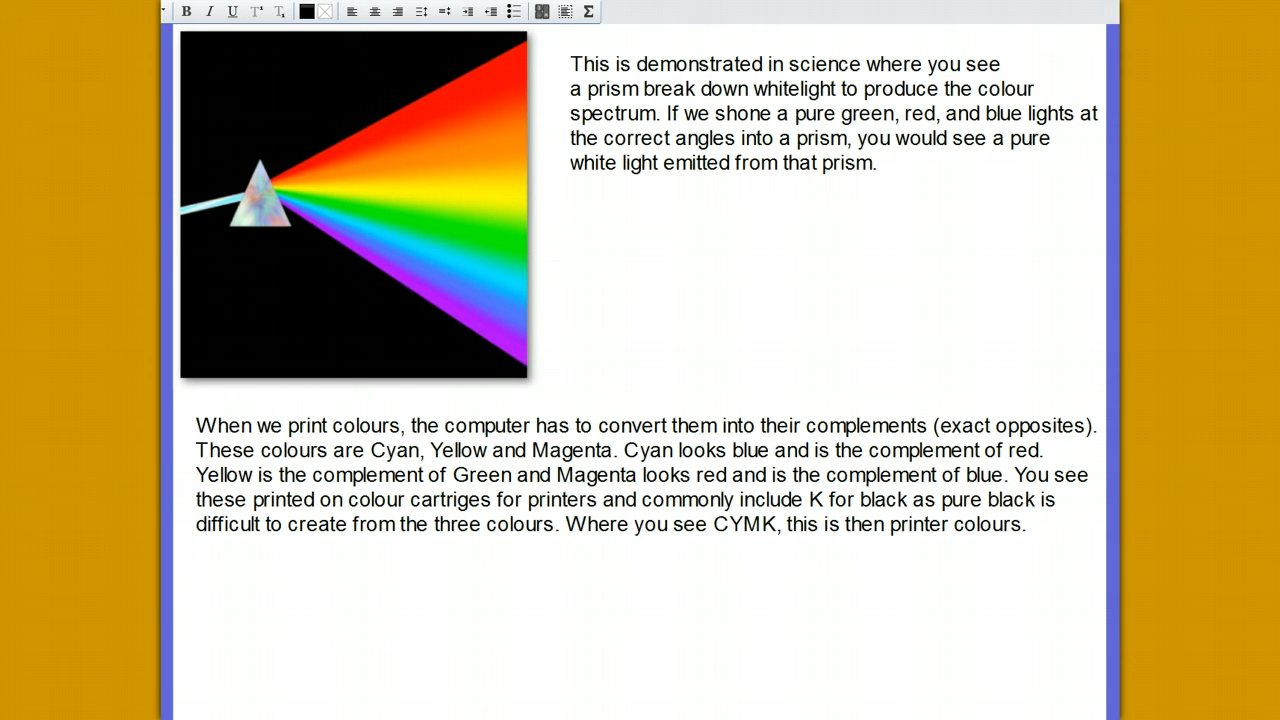 B I U T¹ T₁ Σ
This is demonstrated in science where you see
a prism break down whitelight to produce the colour
spectrum. If we shone a pure green, red, and blue lights at
the correct angles into a prism, you would see a pure
white light emitted from that prism.
When we print colours, the computer has to convert them into their complements (exact opposites).
These colours are Cyan, Yellow and Magenta. Cyan looks blue and is the complement of red.
Yellow is the complement of Green and Magenta looks red and is the complement of blue. You see
these printed on colour cartriges for printers and commonly include K for black as pure black is
difficult to create from the three colours. Where you see CYMK, this is then printer colours.